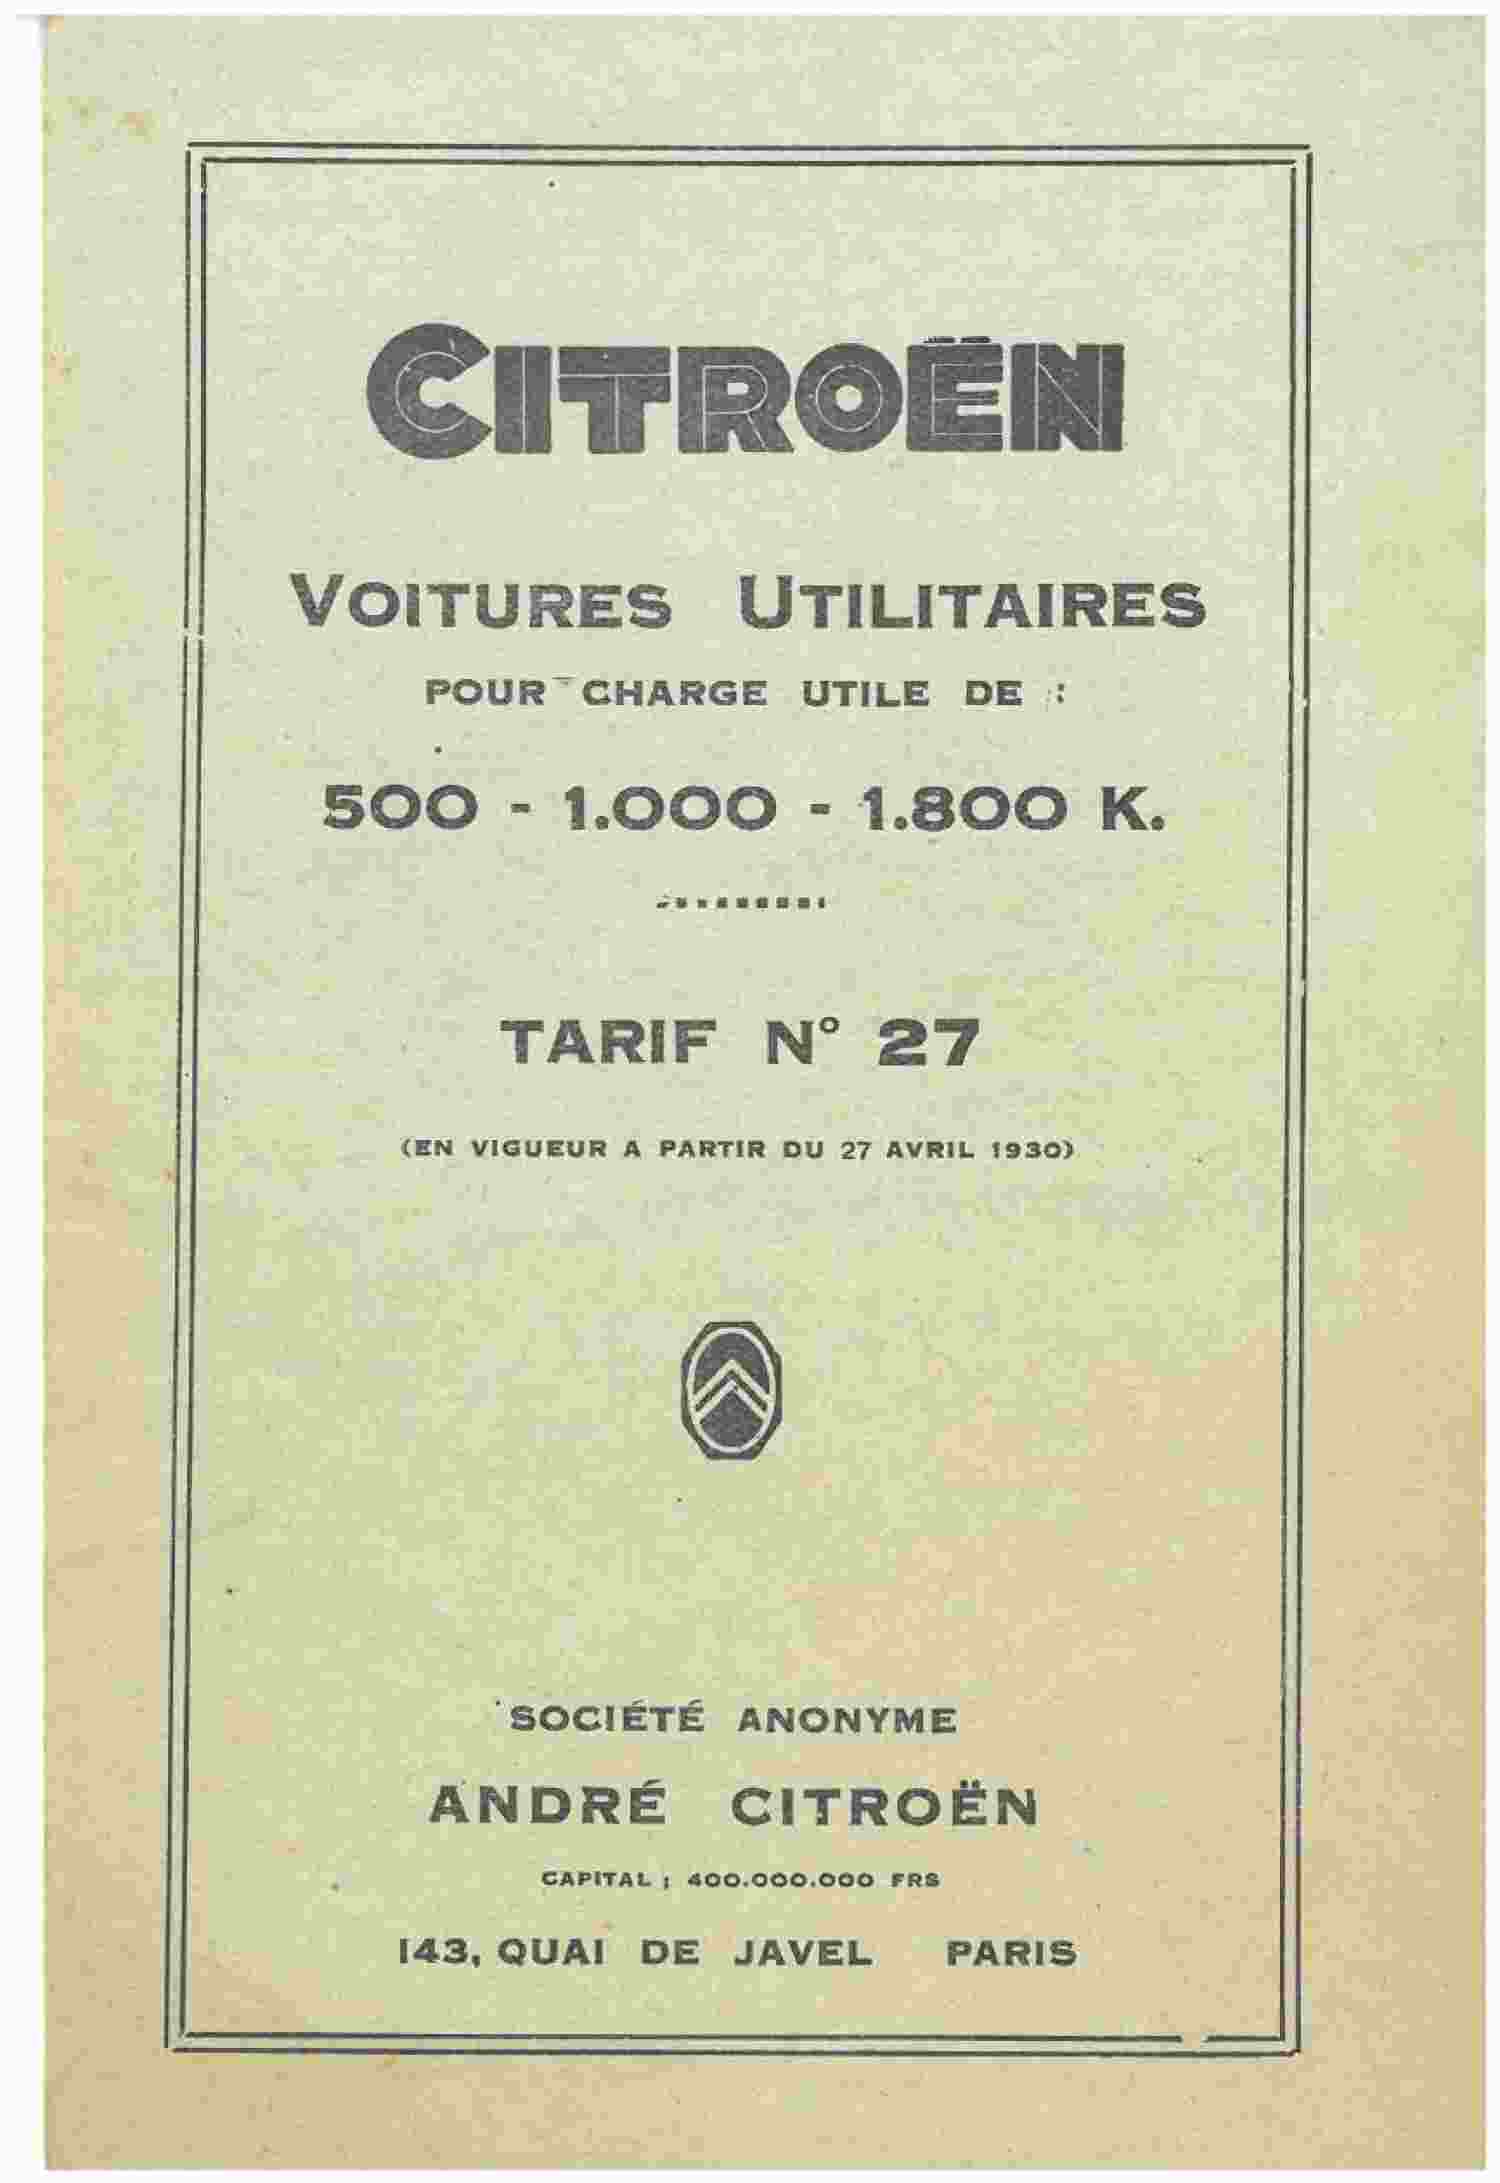 CITROËN
VOITURES UTILITAIRES
POUR CHARGE UTILE DE :
500 - 1.000 - 1.800 K.
TARIF N° 27
(EN VIGUEUR A PARTIR DU 27 AVRIL 1930)
SOCIÉTÉ ANONYME
ANDRÉ CITROËN
CAPITAL : 400.000.000 FRS
143, QUAI DE JAVEL PARIS